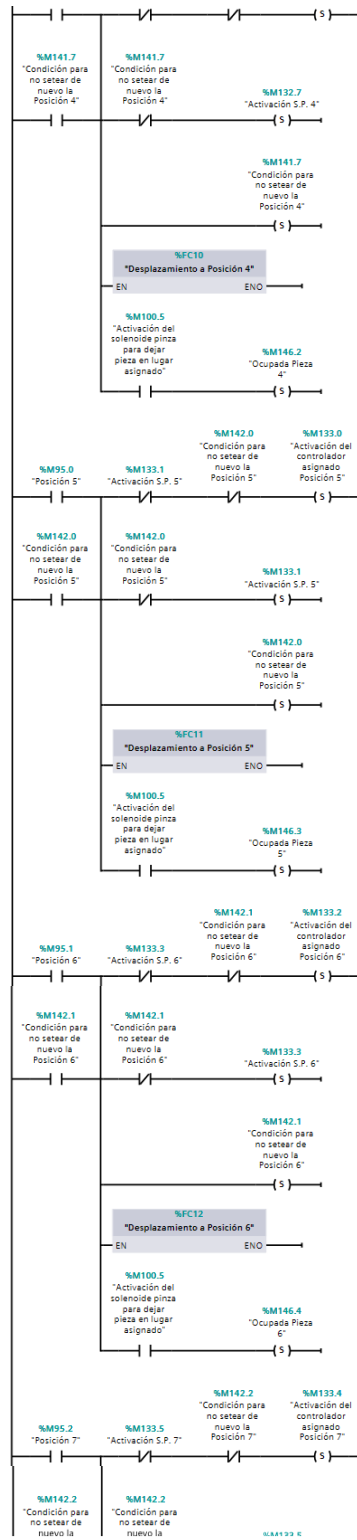 (S)
%M141.7
"Condición para
no setear de
nuevo la
Posición 4"
%M141.7
"Condición para
no setear de
nuevo la
Posición 4"
%M132.7
"Activación S.P. 4"
(S)
%M141.7
"Condición para
no setear de
nuevo la
Posición 4"
(S)
%FC10
"Desplazamiento a Posición 4"
EN
ENO
%M100.5
"Activación del
solenoide pinza
para dejar
pieza en lugar
asignado"
%M146.2
"Ocupada Pieza
4"
(S)
%M95.0
"Posición 5"
%M133.1
"Activación S.P. 5"
%M142.0
"Condición para
no setear de
nuevo la
Posición 5"
%M133.0
"Activación del
controlador
asignado
Posición 5"
(S)
%M142.0
"Condición para
no setear de
nuevo la
Posición 5"
%M142.0
"Condición para
no setear de
nuevo la
Posición 5"
%M133.1
"Activación S.P. 5"
(S)
%M142.0
"Condición para
no setear de
nuevo la
Posición 5"
(S)
%FC11
"Desplazamiento a Posición 5"
EN
ENO
%M100.5
"Activación del
solenoide pinza
para dejar
pieza en lugar
asignado"
%M146.3
"Ocupada Pieza
5"
(S)
%M95.1
"Posición 6"
%M133.3
"Activación S.P. 6"
%M142.1
"Condición para
no setear de
nuevo la
Posición 6"
%M133.2
"Activación del
controlador
asignado
Posición 6"
(S)
%M142.1
"Condición para
no setear de
nuevo la
Posición 6"
%M142.1
"Condición para
no setear de
nuevo la
Posición 6"
%M133.3
"Activación S.P. 6"
(S)
%M142.1
"Condición para
no setear de
nuevo la
Posición 6"
(S)
%FC12
"Desplazamiento a Posición 6"
EN
ENO
%M100.5
"Activación del
solenoide pinza
para dejar
pieza en lugar
asignado"
%M146.4
"Ocupada Pieza
6"
(S)
%M95.2
"Posición 7"
%M133.5
"Activación S.P. 7"
%M142.2
"Condición para
no setear de
nuevo la
Posición 7"
%M133.4
"Activación del
controlador
asignado
Posición 7"
(S)
%M142.2
"Condición para
no setear de
nuevo la
%M142.2
"Condición para
no setear de
nuevo la
%M133.5